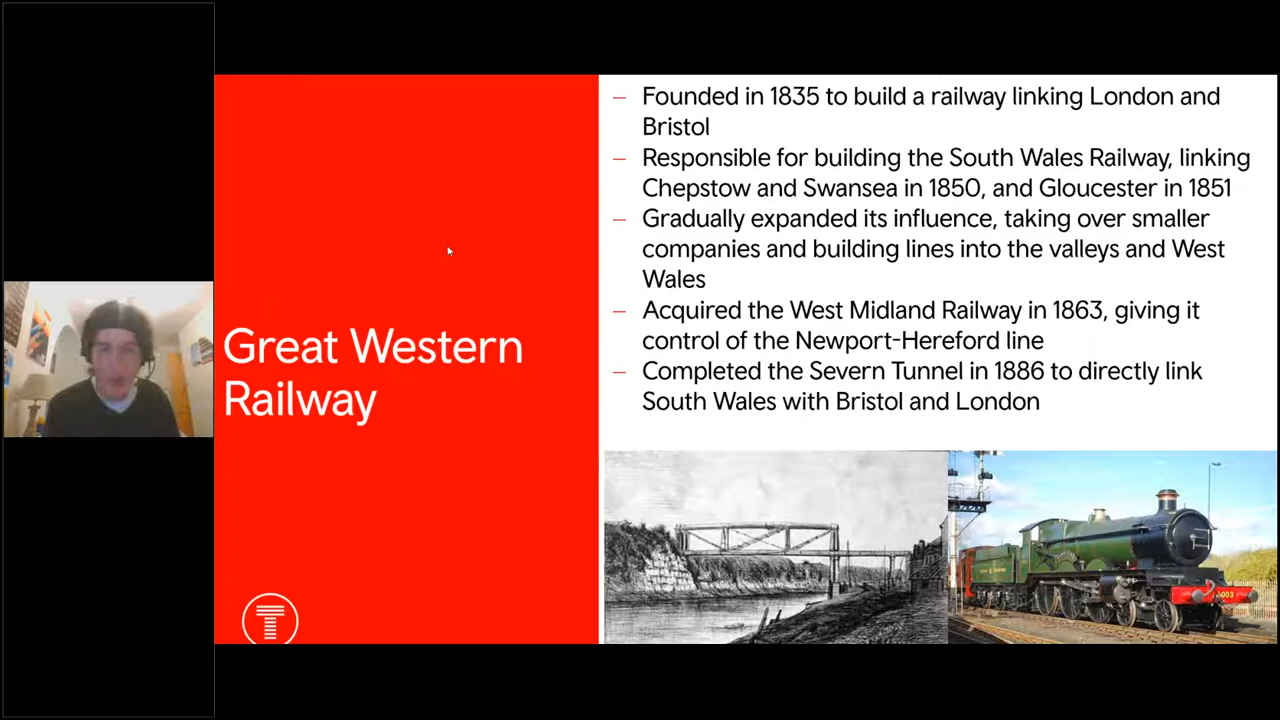 Great Western
Railway
– Founded in 1835 to build a railway linking London and
Bristol
– Responsible for building the South Wales Railway, linking
Chepstow and Swansea in 1850, and Gloucester in 1851
– Gradually expanded its influence, taking over smaller
companies and building lines into the valleys and West
Wales
– Acquired the West Midland Railway in 1863, giving it
control of the Newport-Hereford line
– Completed the Severn Tunnel in 1886 to directly link
South Wales with Bristol and London
T